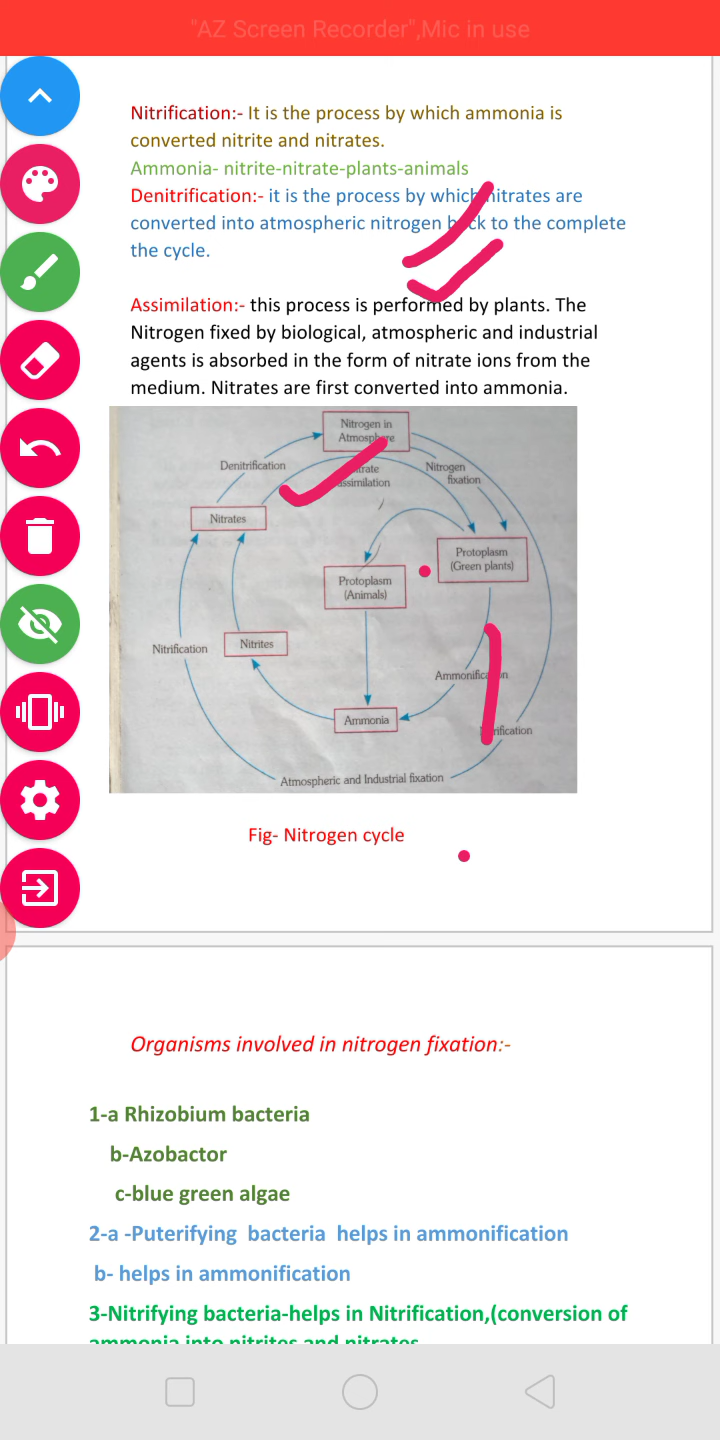 "AZ Screen Recorder",Mic in use
Nitrification:- It is the process by which ammonia is
converted nitrite and nitrates.
Ammonia- nitrite-nitrate-plants-animals
Denitrification:- it is the process by which nitrates are
converted into atmospheric nitrogen back to the complete
the cycle.
Assimilation:- this process is performed by plants. The
Nitrogen fixed by biological, atmospheric and industrial
agents is absorbed in the form of nitrate ions from the
medium. Nitrates are first converted into ammonia.
Nitrogen in
Atmosphere
Denitrification
Nitrogen
fixation
assimilation
Nitrates
Protoplasm
(Green plants)
Protoplasm
(Animals)
Nitrification
Nitrites
Ammonification
Ammonia
Atmospheric and Industrial fixation
Fig- Nitrogen cycle
Organisms involved in nitrogen fixation:-
1-a Rhizobium bacteria
b-Azobactor
c-blue green algae
2-a -Puterifying bacteria helps in ammonification
b- helps in ammonification
3-Nitrifying bacteria-helps in Nitrification,(conversion of
ammonia into nitrites and nitrates